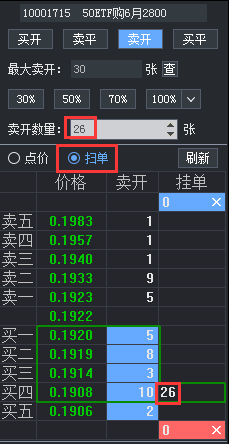 10001715 50ETF购6月2800
买开 卖平 卖开 买平
最大卖开: 30 张 查
30% 50% 70% 100%
卖开数量: 26 张
点价 扫单 刷新
价格 卖开 挂单
0 ×
卖五 0.1983 1
卖四 0.1957 1
卖三 0.1940 1
卖二 0.1933 9
卖一 0.1923 5
0.1922
买一 0.1920 5
买二 0.1919 8
买三 0.1914 3
买四 0.1908 10 26
买五 0.1906 2
0 ×